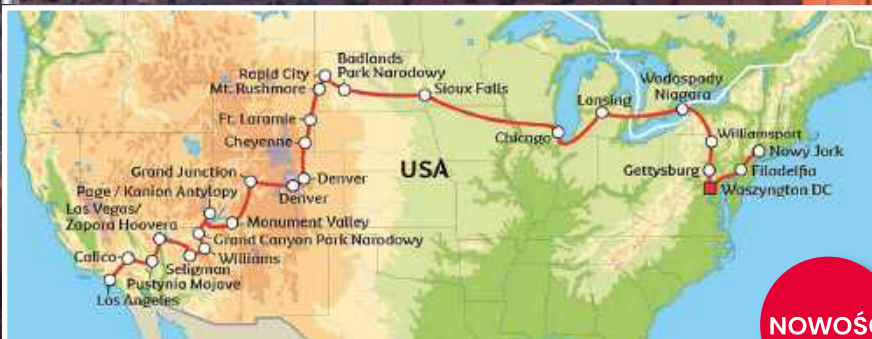 Badlands
Park Narodowy
Rapid City
Mt. Rushmore
Sioux Falls
Ft. Laramie
Cheyenne
Chicago
Lansing
Wodospady
Niagara
Williamsport
Nowy Jork
Gettysburg
Filadelfia
Waszyngton DC
USA
Grand Junction
Denver
Denver
Page / Kanion Antylopy
Las Vegas/
Zapora Hoovera
Monument Valley
Grand Canyon Park Narodowy
Williams
Calico
Seligman
Pustynia Mojave
Los Angeles
NOWOŚĆ